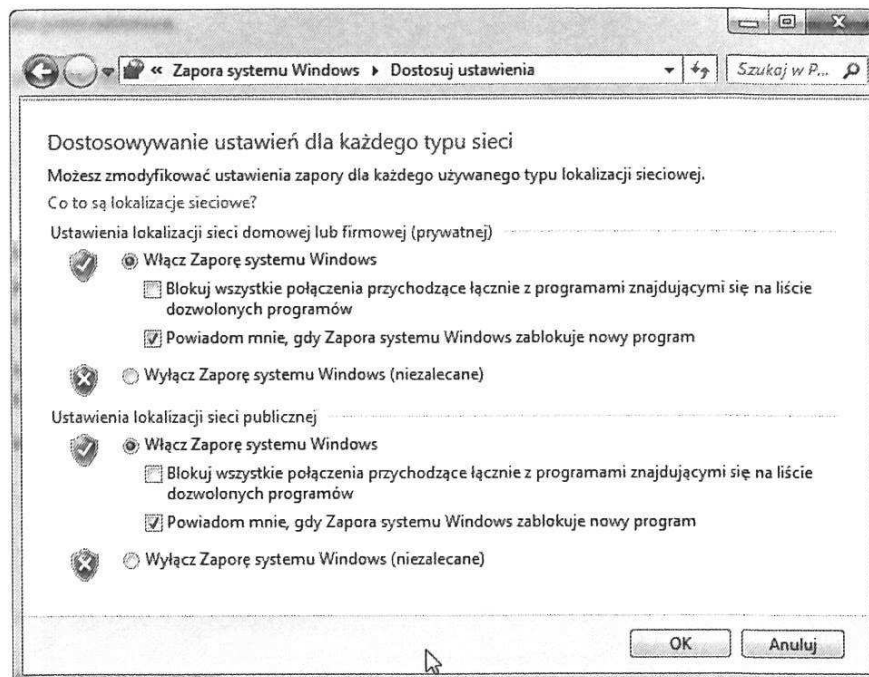 « Zapora systemu Windows ▸ Dostosuj ustawienia
Szukaj w P...
Dostosowywanie ustawień dla każdego typu sieci
Możesz zmodyfikować ustawienia zapory dla każdego używanego typu lokalizacji sieciowej.
Co to są lokalizacje sieciowe?
Ustawienia lokalizacji sieci domowej lub firmowej (prywatnej)
Włącz Zaporę systemu Windows
Blokuj wszystkie połączenia przychodzące łącznie z programami znajdującymi się na liście
dozwolonych programów
Powiadom mnie, gdy Zapora systemu Windows zablokuje nowy program
Wyłącz Zaporę systemu Windows (niezalecane)
Ustawienia lokalizacji sieci publicznej
Włącz Zaporę systemu Windows
Blokuj wszystkie połączenia przychodzące łącznie z programami znajdującymi się na liście
dozwolonych programów
Powiadom mnie, gdy Zapora systemu Windows zablokuje nowy program
Wyłącz Zaporę systemu Windows (niezalecane)
OK
Anuluj